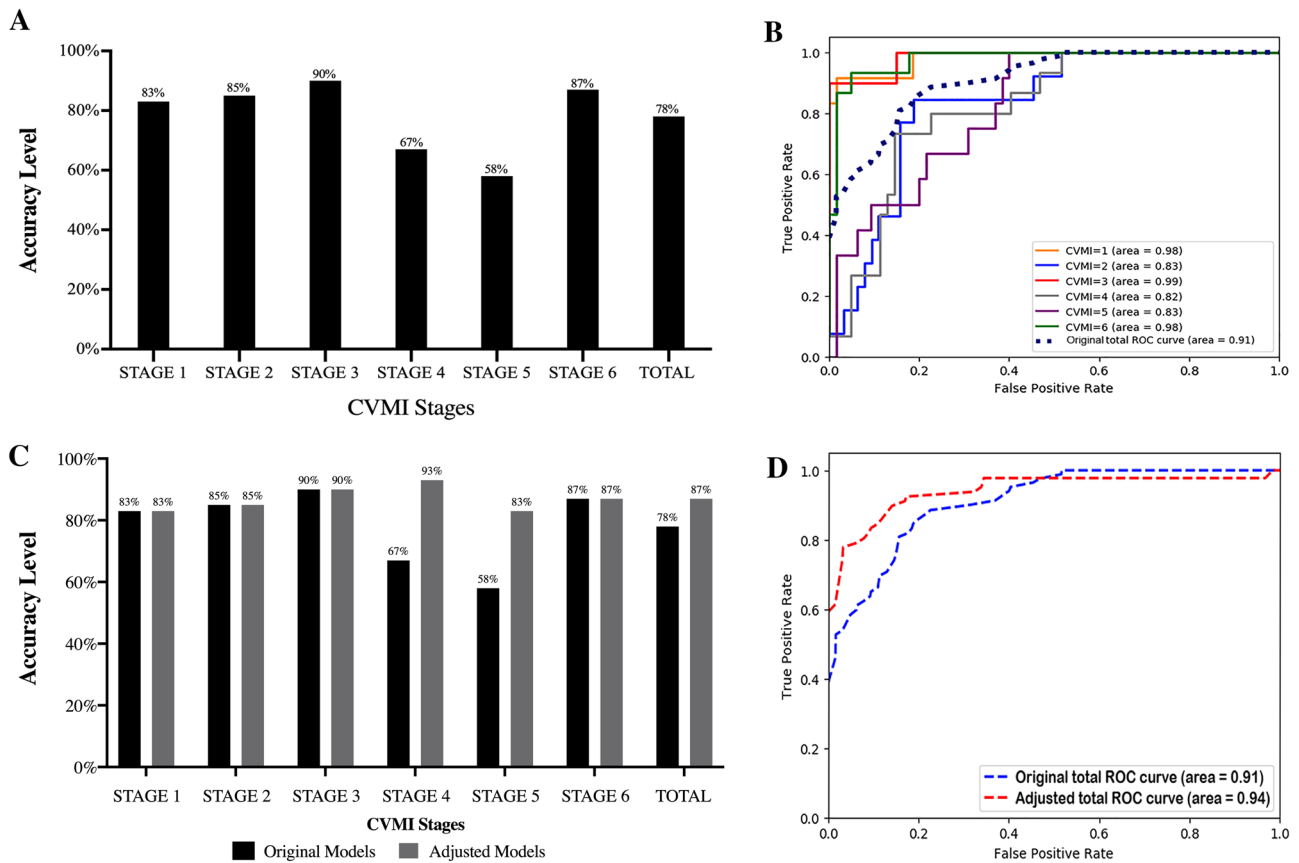 A
100%
80%
60%
40%
20%
0%
Accuracy Level
83%
85%
90%
67%
58%
87%
78%
STAGE 1 STAGE 2 STAGE 3 STAGE 4 STAGE 5 STAGE 6 TOTAL
CVMI Stages
B
1.0
0.8
0.6
0.4
0.2
0.0
True Positive Rate
CVMI=1 (area = 0.98)
CVMI=2 (area = 0.83)
CVMI=3 (area = 0.99)
CVMI=4 (area = 0.82)
CVMI=5 (area = 0.83)
CVMI=6 (area = 0.98)
Original total ROC curve (area = 0.91)
0.0 0.2 0.4 0.6 0.8 1.0
False Positive Rate
C
100%
80%
60%
40%
20%
0%
Accuracy Level
83% 83%
85% 85%
90% 90%
67% 93%
58% 83%
87% 87%
78% 87%
STAGE 1 STAGE 2 STAGE 3 STAGE 4 STAGE 5 STAGE 6 TOTAL
CVMI Stages
Original Models Adjusted Models
D
1.0
0.8
0.6
0.4
0.2
0.0
True Positive Rate
Original total ROC curve (area = 0.91)
Adjusted total ROC curve (area = 0.94)
0.0 0.2 0.4 0.6 0.8 1.0
False Positive Rate